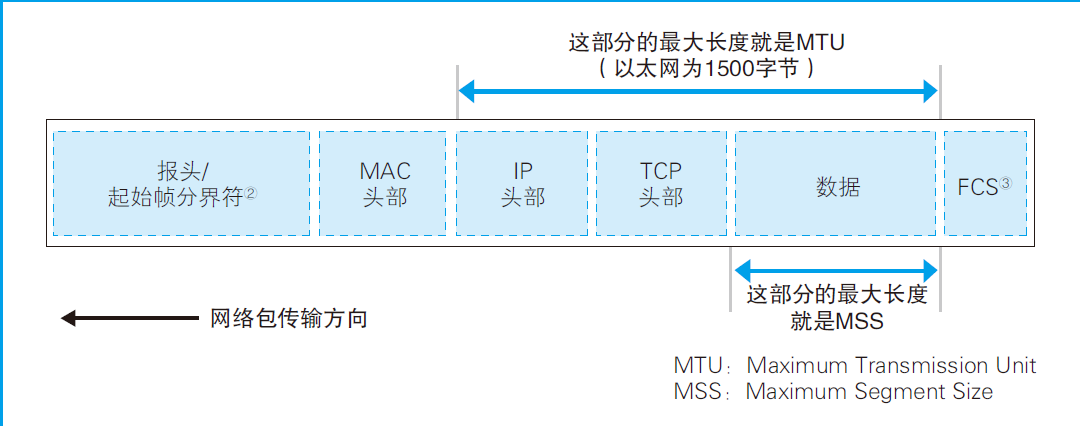 这部分的最大长度就是MTU
（以太网为1500字节）
报头/
起始帧分界符②
MAC
头部
IP
头部
TCP
头部
数据
FCS③
这部分的最大长度
就是MSS
网络包传输方向
MTU：Maximum Transmission Unit
MSS：Maximum Segment Size